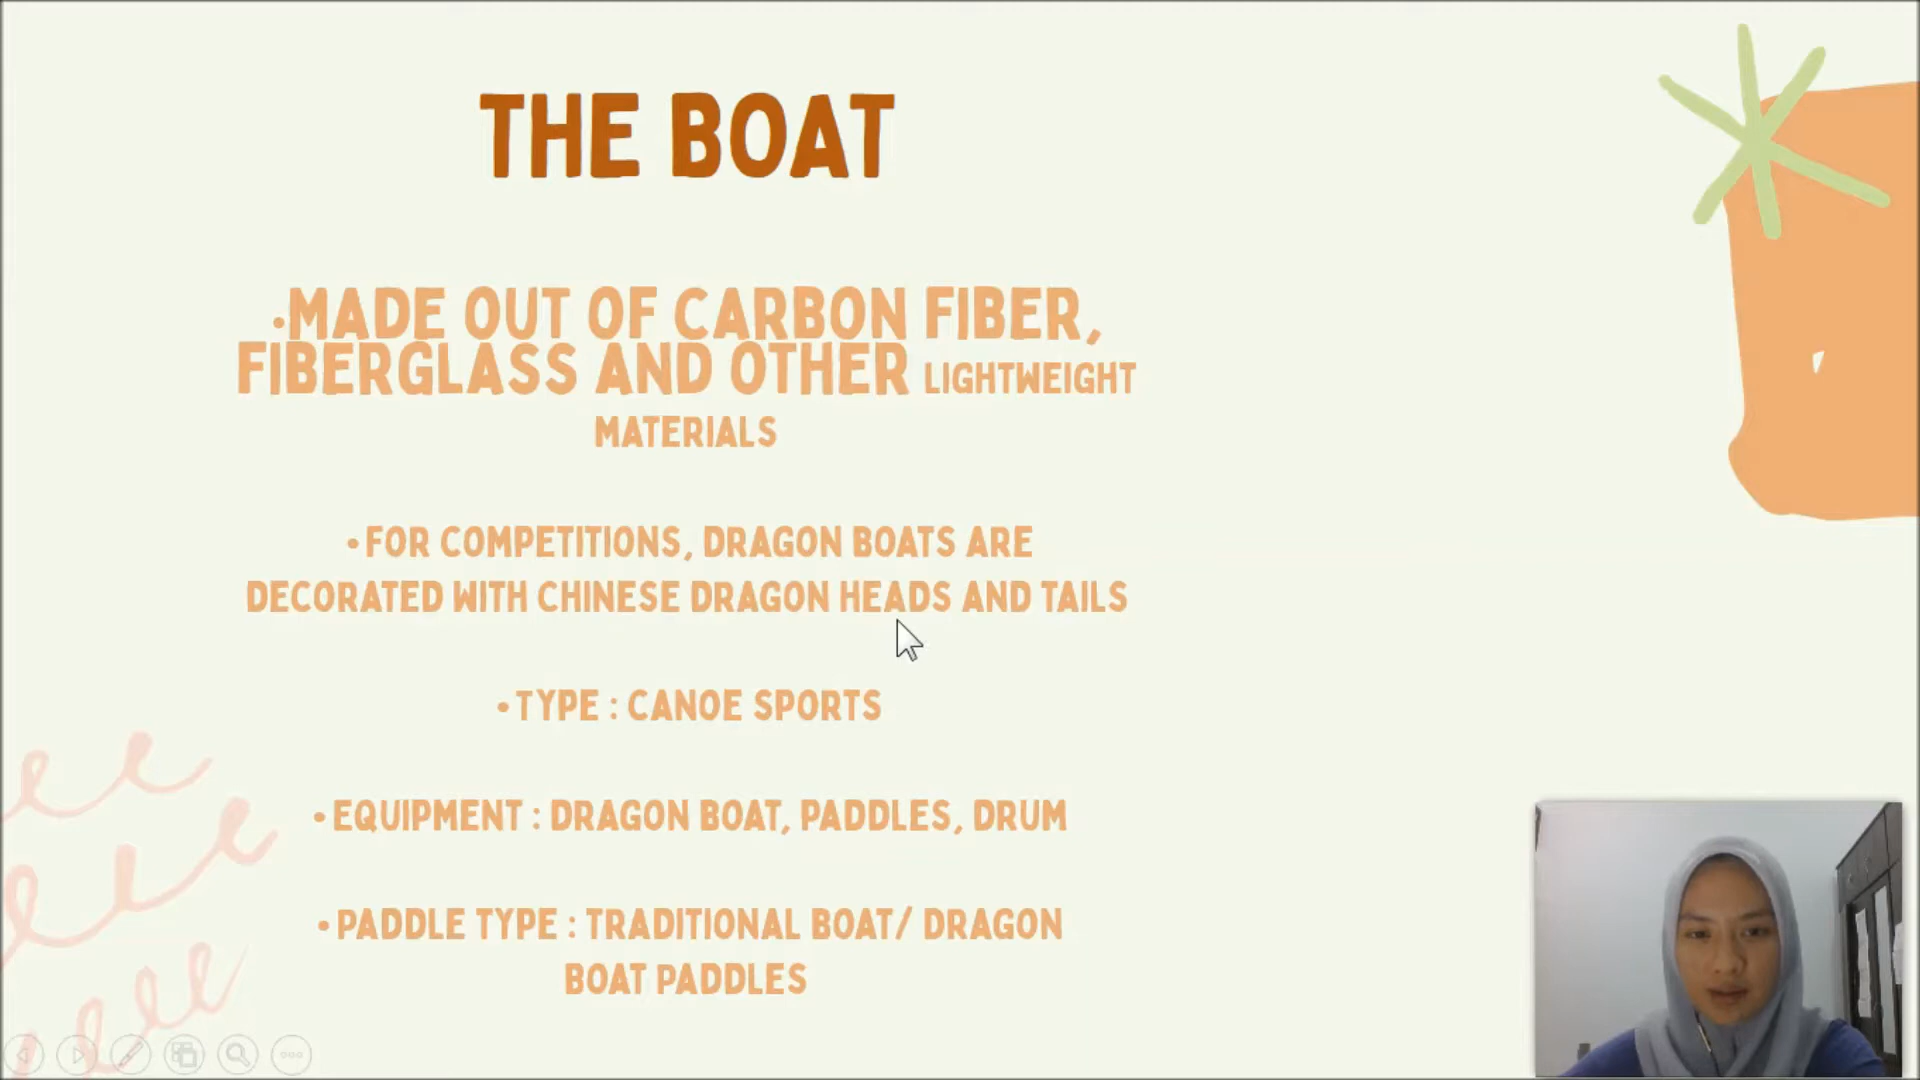 THE BOAT
•MADE OUT OF CARBON FIBER,
FIBERGLASS AND OTHER LIGHTWEIGHT
MATERIALS
•FOR COMPETITIONS, DRAGON BOATS ARE
DECORATED WITH CHINESE DRAGON HEADS AND TAILS
•TYPE : CANOE SPORTS
•EQUIPMENT : DRAGON BOAT, PADDLES, DRUM
•PADDLE TYPE : TRADITIONAL BOAT/ DRAGON
BOAT PADDLES